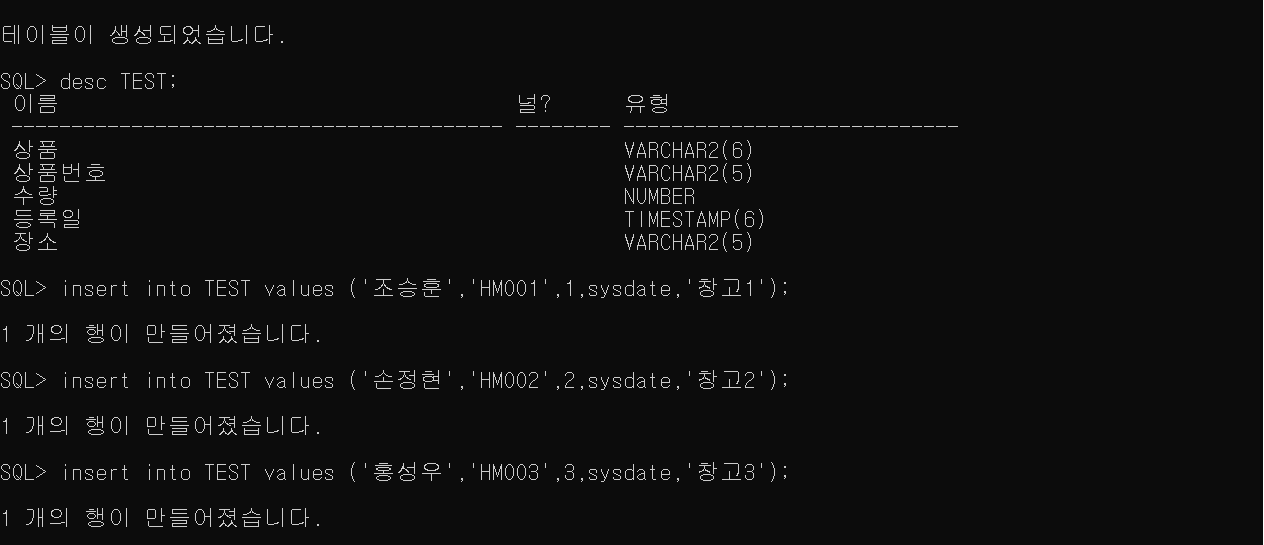 테이블이 생성되었습니다.
SQL> desc TEST;
이름 널? 유형
----------------------------------------- -------- ----------------------------
상품 VARCHAR2(6)
상품번호 VARCHAR2(5)
수량 NUMBER
등록일 TIMESTAMP(6)
장소 VARCHAR2(5)
SQL> insert into TEST values ('조승훈','HM001',1,sysdate,'창고1');
1 개의 행이 만들어졌습니다.
SQL> insert into TEST values ('손정현','HM002',2,sysdate,'창고2');
1 개의 행이 만들어졌습니다.
SQL> insert into TEST values ('홍성우','HM003',3,sysdate,'창고3');
1 개의 행이 만들어졌습니다.